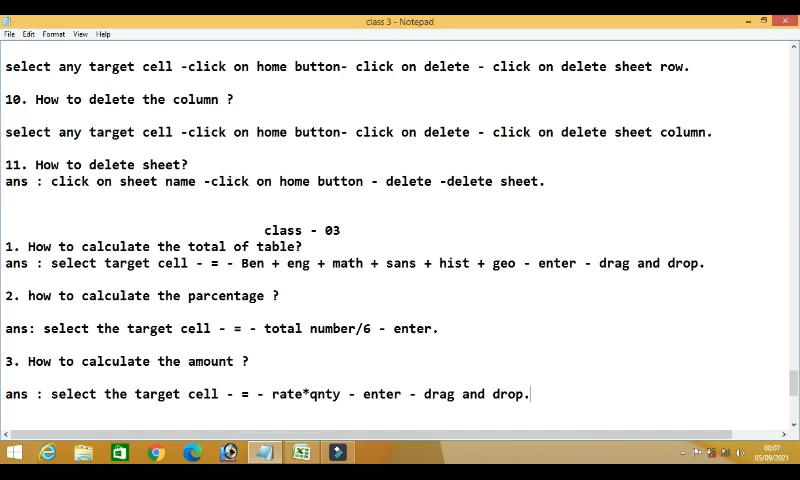 class 3 - Notepad
File Edit Format View Help
select any target cell -click on home button- click on delete - click on delete sheet row.
10. How to delete the column ?
select any target cell -click on home button- click on delete - click on delete sheet column.
11. How to delete sheet?
ans : click on sheet name -click on home button - delete -delete sheet.
class - 03
1. How to calculate the total of table?
ans : select target cell - = - Ben + eng + math + sans + hist + geo - enter - drag and drop.
2. how to calculate the parcentage ?
ans: select the target cell - = - total number/6 - enter.
3. How to calculate the amount ?
ans : select the target cell - = - rate*qnty - enter - drag and drop.
00:07
05/09/2021